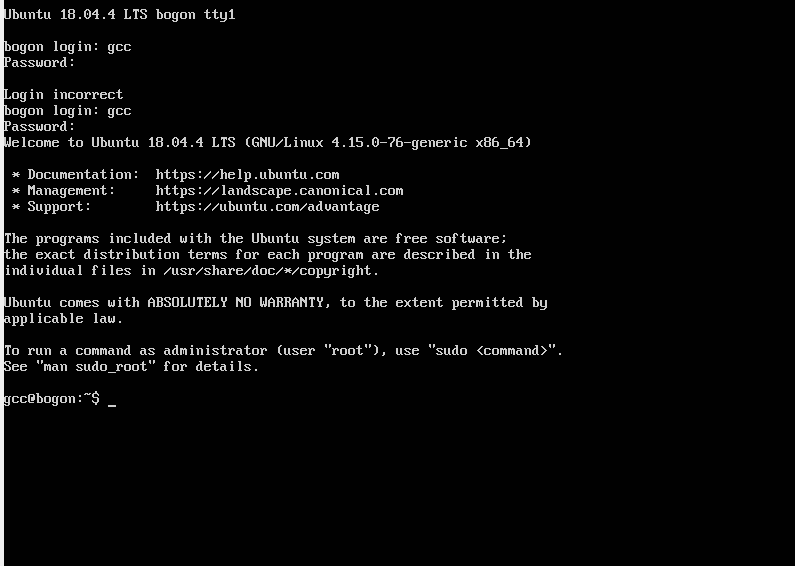 Ubuntu 18.04.4 LTS bogon tty1
bogon login: gcc
Password:
Login incorrect
bogon login: gcc
Password:
Welcome to Ubuntu 18.04.4 LTS (GNU/Linux 4.15.0-76-generic x86_64)
* Documentation:  https://help.ubuntu.com
* Management:     https://landscape.canonical.com
* Support:        https://ubuntu.com/advantage
The programs included with the Ubuntu system are free software;
the exact distribution terms for each program are described in the
individual files in /usr/share/doc/*/copyright.
Ubuntu comes with ABSOLUTELY NO WARRANTY, to the extent permitted by
applicable law.
To run a command as administrator (user "root"), use "sudo <command>".
See "man sudo_root" for details.
gcc@bogon:~$ _